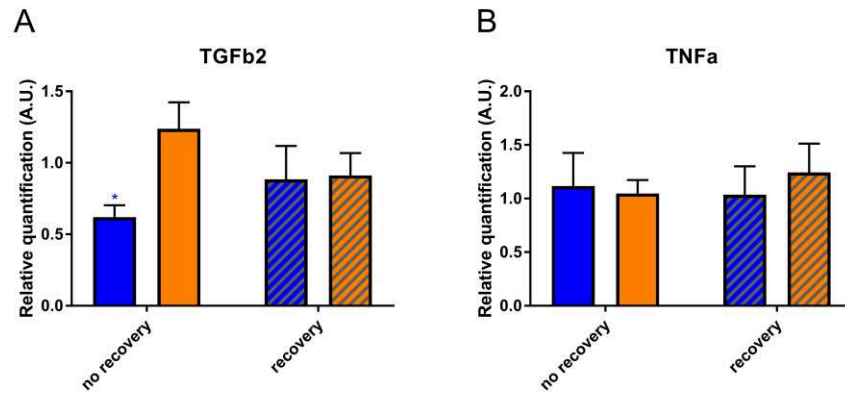 A
TGFb2
Relative quantification (A.U.)
1.5
1.0
0.5
0.0
*
no recovery
recovery
B
TNFa
Relative quantification (A.U.)
2.0
1.5
1.0
0.5
0.0
no recovery
recovery